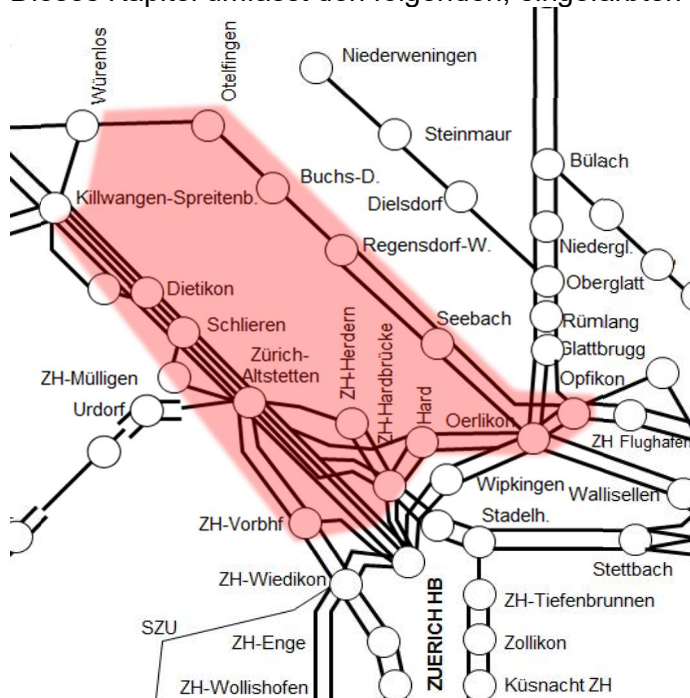 Dieses Kapitel umfasst den folgenden, eingefärbten
Würenlos
Otelfingen
Niederweningen
Steinmaur
Buchs-D.
Dielsdorf
Bülach
Killwangen-Spreitenb.
Regensdorf-W.
Niedergl.
Oberglatt
Dietikon
Seebach
Rümlang
Schlieren
Glattbrugg
ZH-Mülligen
Zürich-
Altstetten
ZH-Herdern
ZH-Hardbrücke
Hard
Opfikon
Urdorf
Oerlikon
ZH Flughafen
Wipkingen
Wallisellen
ZH-Vorbhf
Stadelh.
Stettbach
ZH-Wiedikon
ZUERICH HB
ZH-Tiefenbrunnen
SZU
ZH-Enge
Zollikon
ZH-Wollishofen
Küsnacht ZH